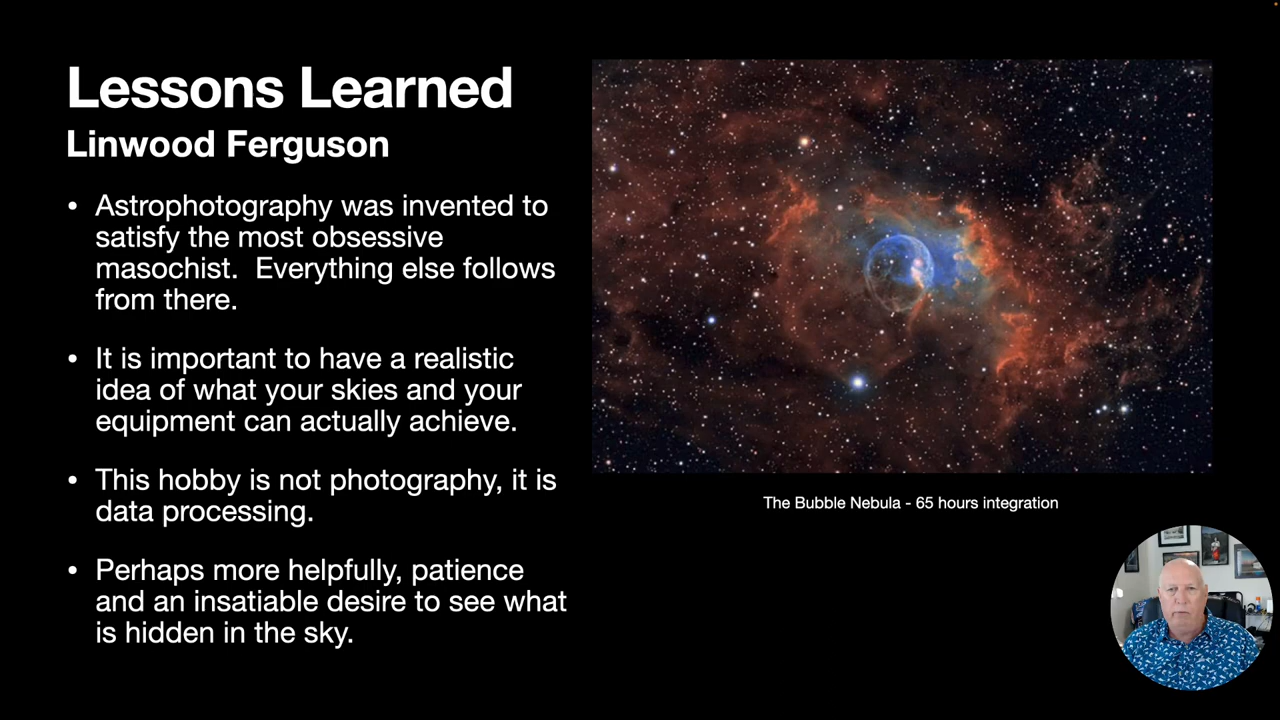 Lessons Learned
Linwood Ferguson
• Astrophotography was invented to
satisfy the most obsessive
masochist.  Everything else follows
from there.
• It is important to have a realistic
idea of what your skies and your
equipment can actually achieve.
• This hobby is not photography, it is
data processing.
• Perhaps more helpfully, patience
and an insatiable desire to see what
is hidden in the sky.
The Bubble Nebula - 65 hours integration